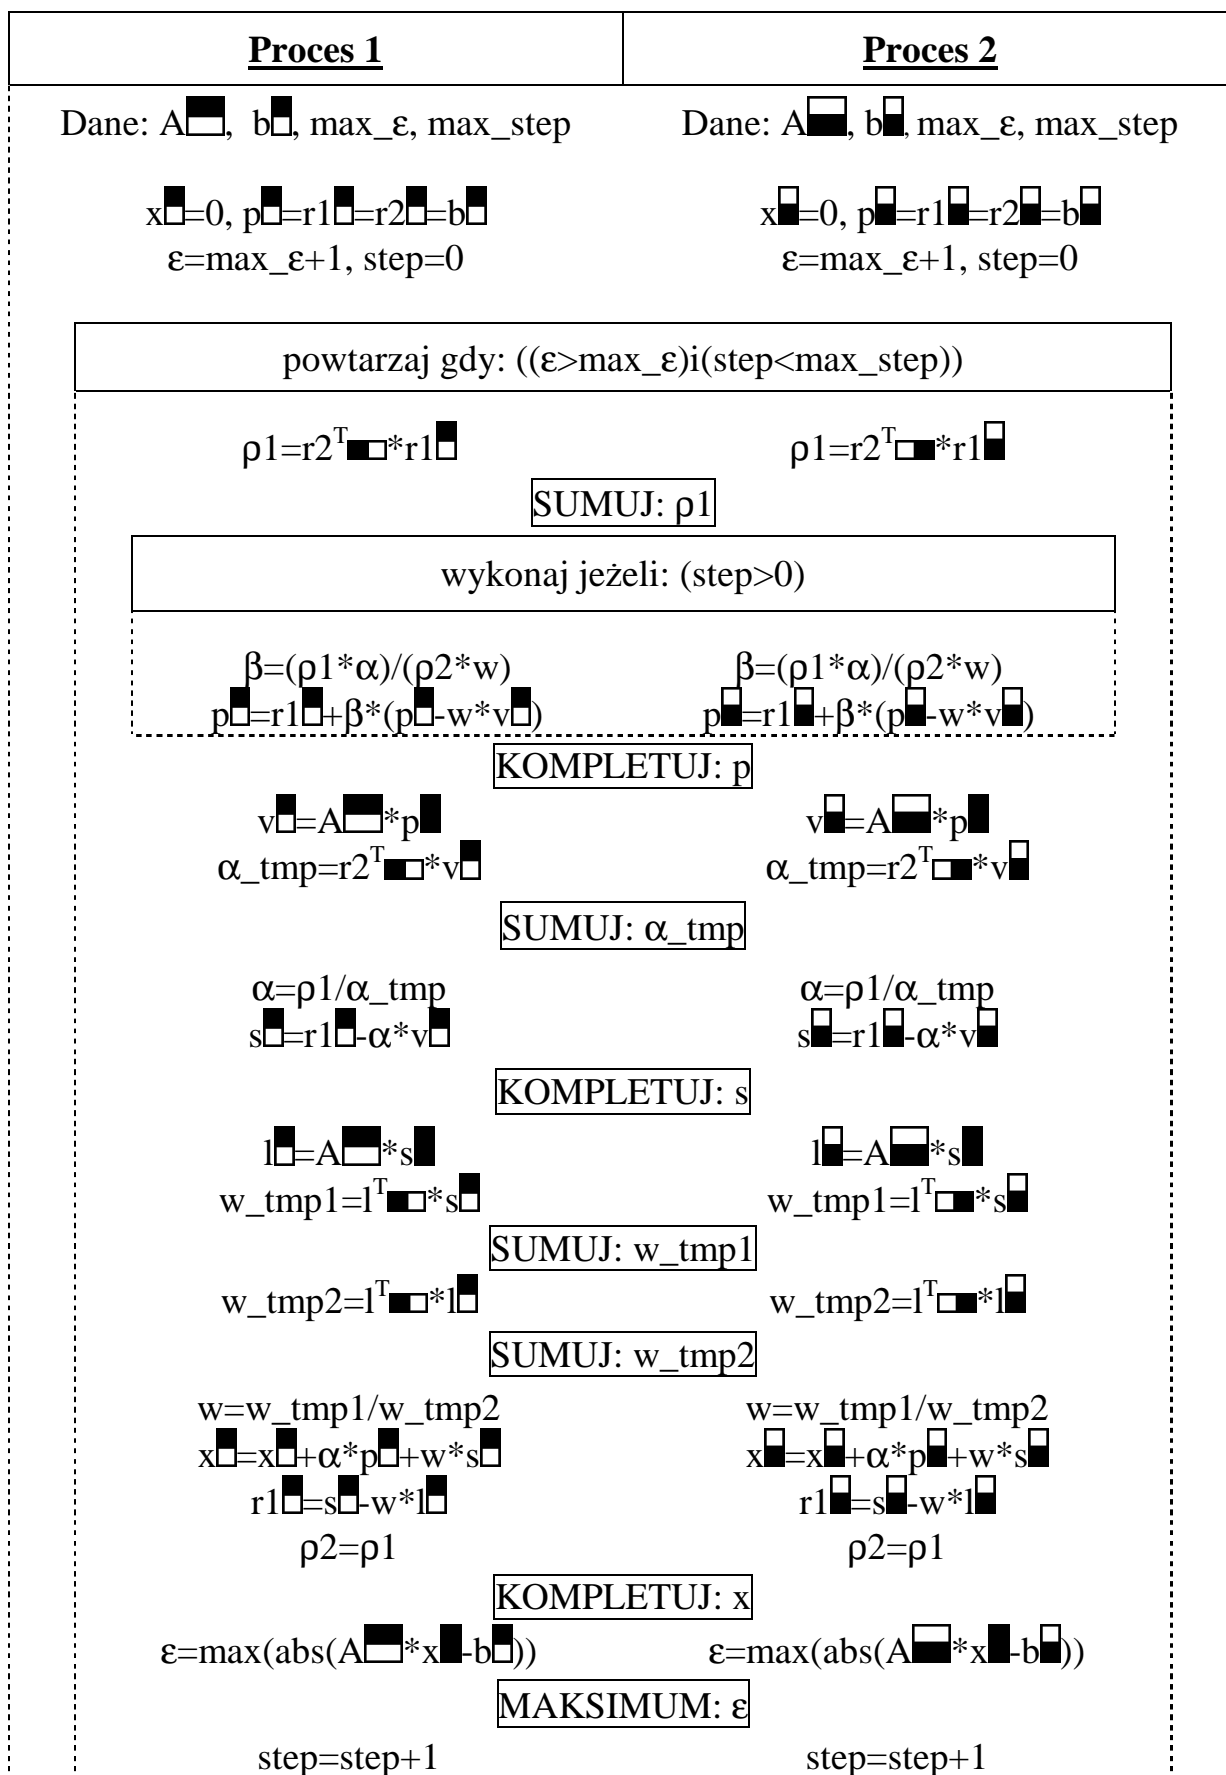 Proces 1 Proces 2
Dane: A, b, max_ε, max_step Dane: A, b, max_ε, max_step
x=0, p=r1=r2=b x=0, p=r1=r2=b
ε=max_ε+1, step=0 ε=max_ε+1, step=0
powtarzaj gdy: ((ε>max_ε)i(step<max_step))
ρ1=r2ᵀ*r1 ρ1=r2ᵀ*r1
SUMUJ: ρ1
wykonaj jeżeli: (step>0)
β=(ρ1*α)/(ρ2*w) β=(ρ1*α)/(ρ2*w)
p=r1+β*(p-w*v) p=r1+β*(p-w*v)
KOMPLETUJ: p
v=A*p v=A*p
α_tmp=r2ᵀ*v α_tmp=r2ᵀ*v
SUMUJ: α_tmp
α=ρ1/α_tmp α=ρ1/α_tmp
s=r1-α*v s=r1-α*v
KOMPLETUJ: s
l=A*s l=A*s
w_tmp1=lᵀ*s w_tmp1=lᵀ*s
SUMUJ: w_tmp1
w_tmp2=lᵀ*l w_tmp2=lᵀ*l
SUMUJ: w_tmp2
w=w_tmp1/w_tmp2 w=w_tmp1/w_tmp2
x=x+α*p+w*s x=x+α*p+w*s
r1=s-w*l r1=s-w*l
ρ2=ρ1 ρ2=ρ1
KOMPLETUJ: x
ε=max(abs(A*x-b)) ε=max(abs(A*x-b))
MAKSIMUM: ε
step=step+1 step=step+1